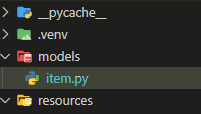 __pycache__
.venv
models
item.py
resources